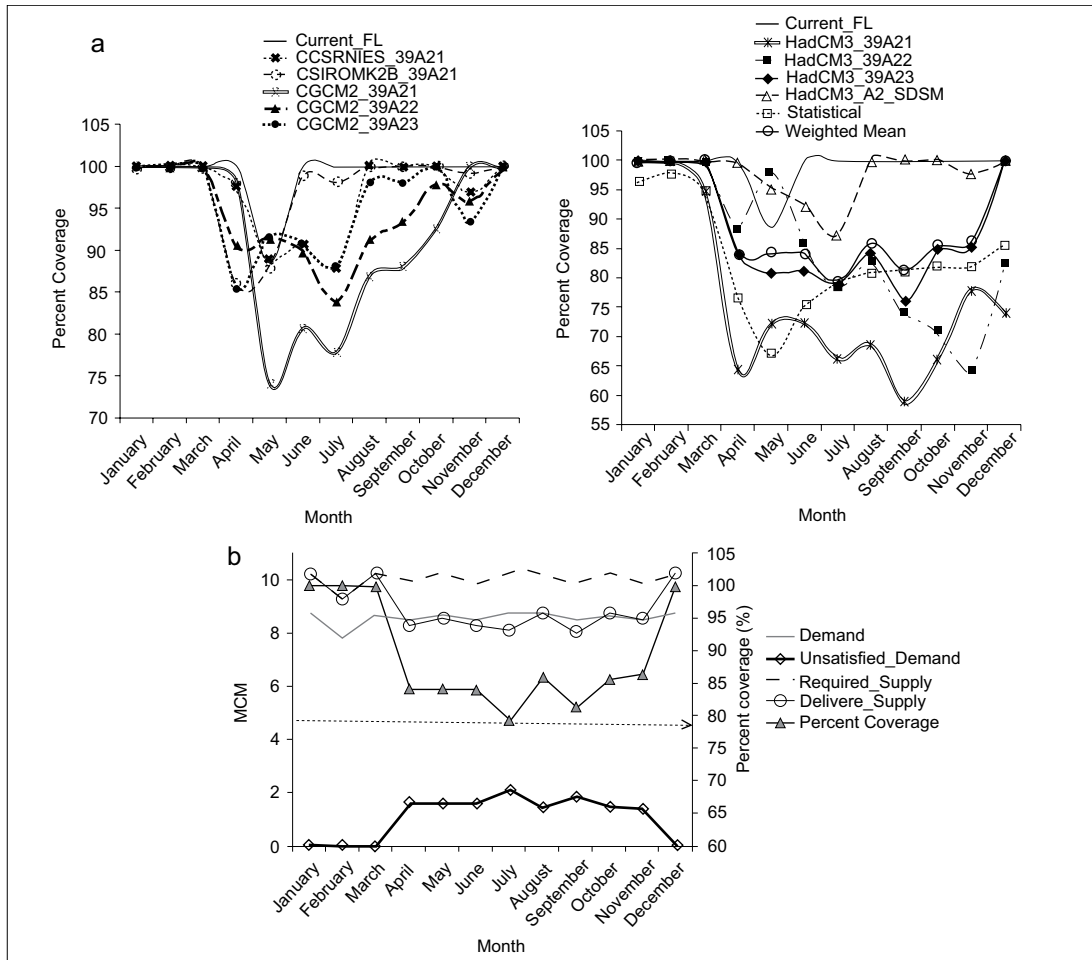 a
Current_FL
CCSRNIES_39A21
CSIROMK2B_39A21
CGCM2_39A21
CGCM2_39A22
CGCM2_39A23
105
100
95
90
85
80
75
70
Percent Coverage
January
February
March
April
May
June
July
August
September
October
November
December
Month
Current_FL
HadCM3_39A21
HadCM3_39A22
HadCM3_39A23
HadCM3_A2_SDSM
Statistical
Weighted Mean
105
100
95
90
85
80
75
70
65
60
55
Percent Coverage
January
February
March
April
May
June
July
August
September
October
November
December
Month
b
10
8
6
4
2
0
MCM
105
100
95
90
85
80
75
70
65
60
Percent coverage (%)
January
February
March
April
May
June
July
August
September
October
November
December
Month
Demand
Unsatisfied_Demand
Required_Supply
Delivere_Supply
Percent Coverage